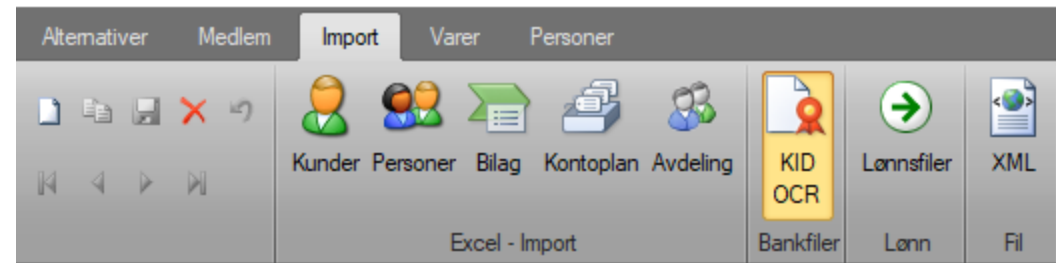 Alternativer Medlem Import Varer Personer
Kunder Personer Bilag Kontoplan Avdeling KID OCR Lønnsfiler XML
Excel - Import Bankfiler Lønn Fil